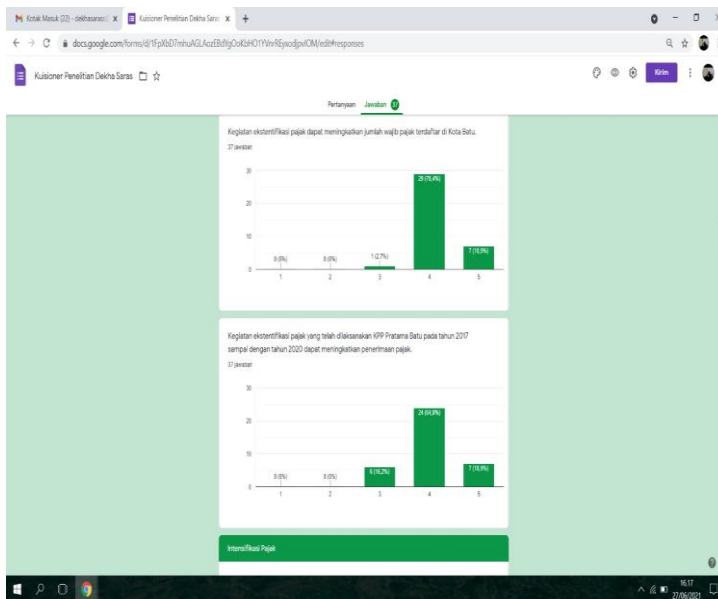 Kotak Masuk (22) - dekhasarass
Kuisioner Penelitian Dekha Saras
docs.google.com/forms/d/
/edit#responses
Kuisioner Penelitian Dekha Saras
Kirim
Pertanyaan Jawaban 37
Kegiatan ekstentifikasi pajak dapat meningkatkan jumlah wajib pajak terdaftar di Kota Batu.
37 jawaban
30
20
10
0
0 (0%) 0 (0%) 1 (2,7%) 29 (78,4%) 7 (18,9%)
1 2 3 4 5
Kegiatan ekstentifikasi pajak yang telah dilaksanakan KPP Pratama Batu pada tahun 2017
sampai dengan tahun 2020 dapat meningkatkan penerimaan pajak.
37 jawaban
30
20
10
0
0 (0%) 0 (0%) 6 (16,2%) 24 (64,9%) 7 (18,9%)
1 2 3 4 5
Intensifikasi Pajak
16.17
27/06/2021